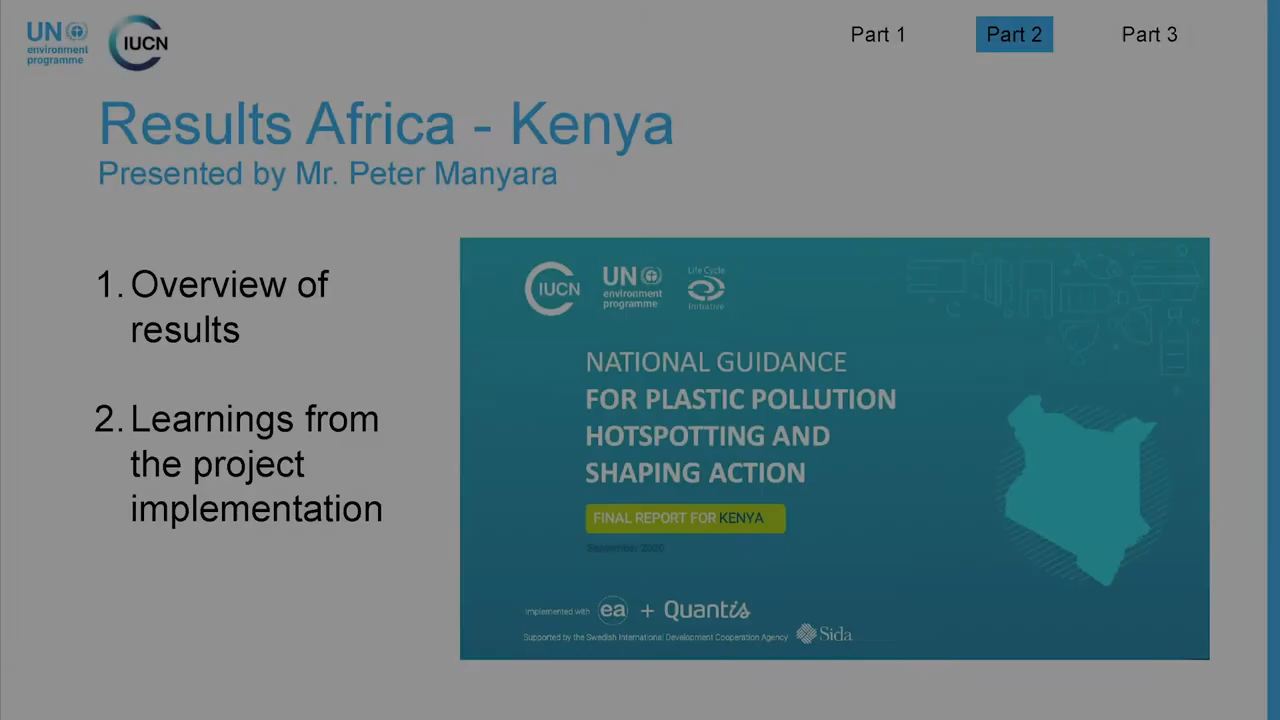 UN
environment
programme
IUCN
Part 1
Part 2
Part 3
Results Africa - Kenya
Presented by Mr. Peter Manyara
1. Overview of
results
2. Learnings from
the project
implementation
IUCN
UN
environment
programme
Life Cycle
Initiative
NATIONAL GUIDANCE
FOR PLASTIC POLLUTION
HOTSPOTTING AND
SHAPING ACTION
FINAL REPORT FOR KENYA
September 2020
Implemented with ea + Quantis
Supported by the Swedish International Development Cooperation Agency Sida